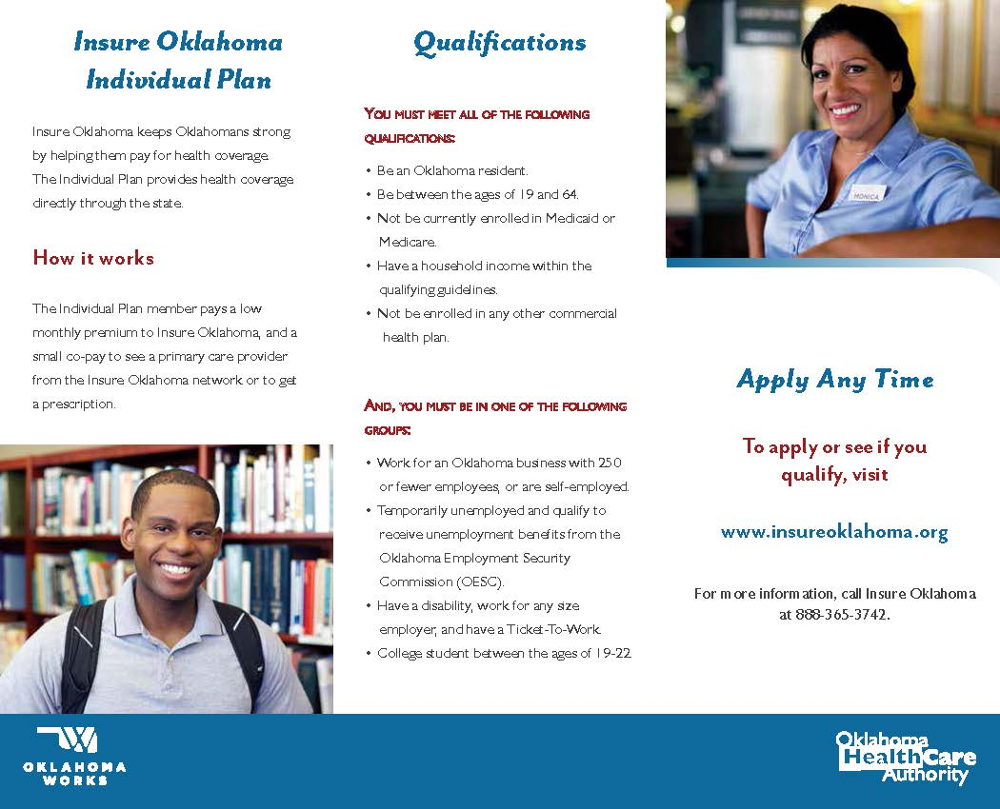 Insure Oklahoma
Individual Plan
Insure Oklahoma keeps Oklahomans strong
by helping them pay for health coverage.
The Individual Plan provides health coverage
directly through the state.
How it works
The Individual Plan member pays a low
monthly premium to Insure Oklahoma, and a
small co-pay to see a primary care provider
from the Insure Oklahoma network or to get
a prescription.
OKLAHOMA
WORKS
Qualifications
YOU MUST MEET ALL OF THE FOLLOWING
QUALIFICATIONS:
• Be an Oklahoma resident.
• Be between the ages of 19 and 64.
• Not be currently enrolled in Medicaid or
Medicare.
• Have a household income within the
qualifying guidelines.
• Not be enrolled in any other commercial
health plan.
AND, YOU MUST BE IN ONE OF THE FOLLOWING
GROUPS:
• Work for an Oklahoma business with 250
or fewer employees, or are self-employed.
• Temporarily unemployed and qualify to
receive unemployment benefits from the
Oklahoma Employment Security
Commission (OESC).
• Have a disability, work for any size
employer, and have a Ticket-To-Work.
• College student between the ages of 19-22
MONICA
Apply Any Time
To apply or see if you
qualify, visit
www.insureoklahoma.org
For more information, call Insure Oklahoma
at 888-365-3742.
Oklahoma
HealthCare
Authority